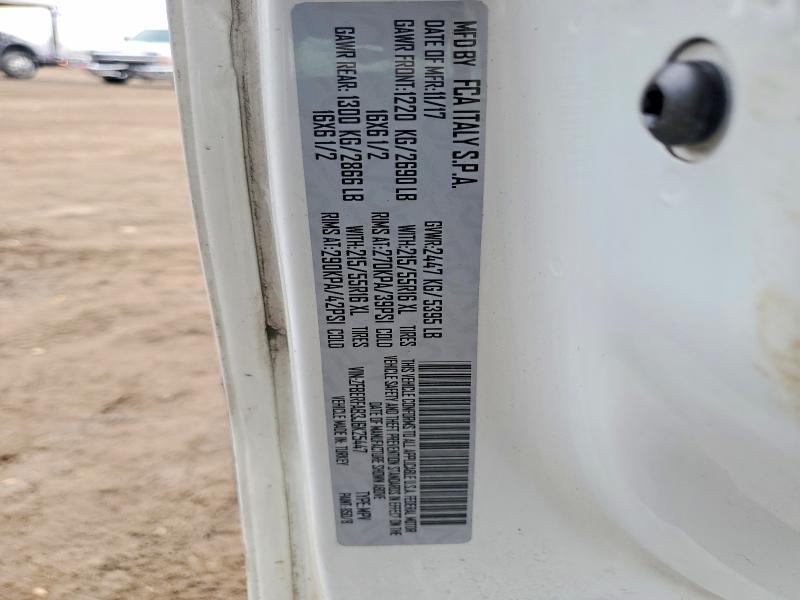 MFD BY FCA ITALY S.P.A.
DATE OF MFR: 11/17 GVWR: 2447 KG/ 5395 LB
GAWR FRONT: 1220 KG/ 2690 LB WITH: 215/55R16 XL TIRES
16X6 1/2 RIMS AT: 270KPA/ 39PSI COLD
GAWR REAR: 1300 KG/ 2866 LB WITH: 215/55R16 XL TIRES
16X6 1/2 RIMS AT: 290KPA/ 42PSI COLD
THIS VEHICLE CONFORMS TO ALL APPLICABLE U.S.A. FEDERAL MOTOR
VEHICLE SAFETY AND THEFT PREVENTION STANDARDS IN EFFECT ON THE
DATE OF MANUFACTURE SHOWN ABOVE
TYPE: MPV
VEHICLE MADE IN: TURKEY
PAINT: